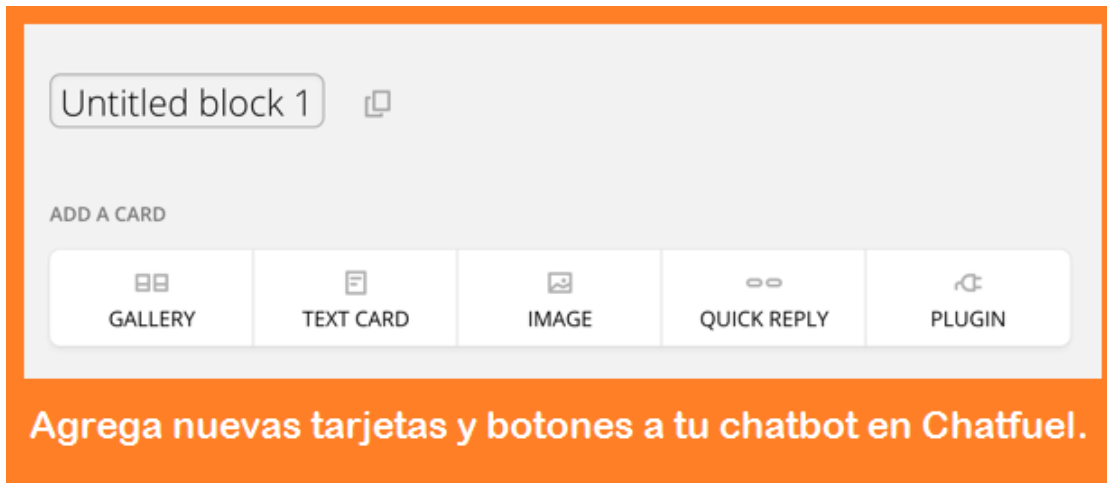 Untitled block 1
ADD A CARD
GALLERY TEXT CARD IMAGE QUICK REPLY PLUGIN
Agrega nuevas tarjetas y botones a tu chatbot en Chatfuel.